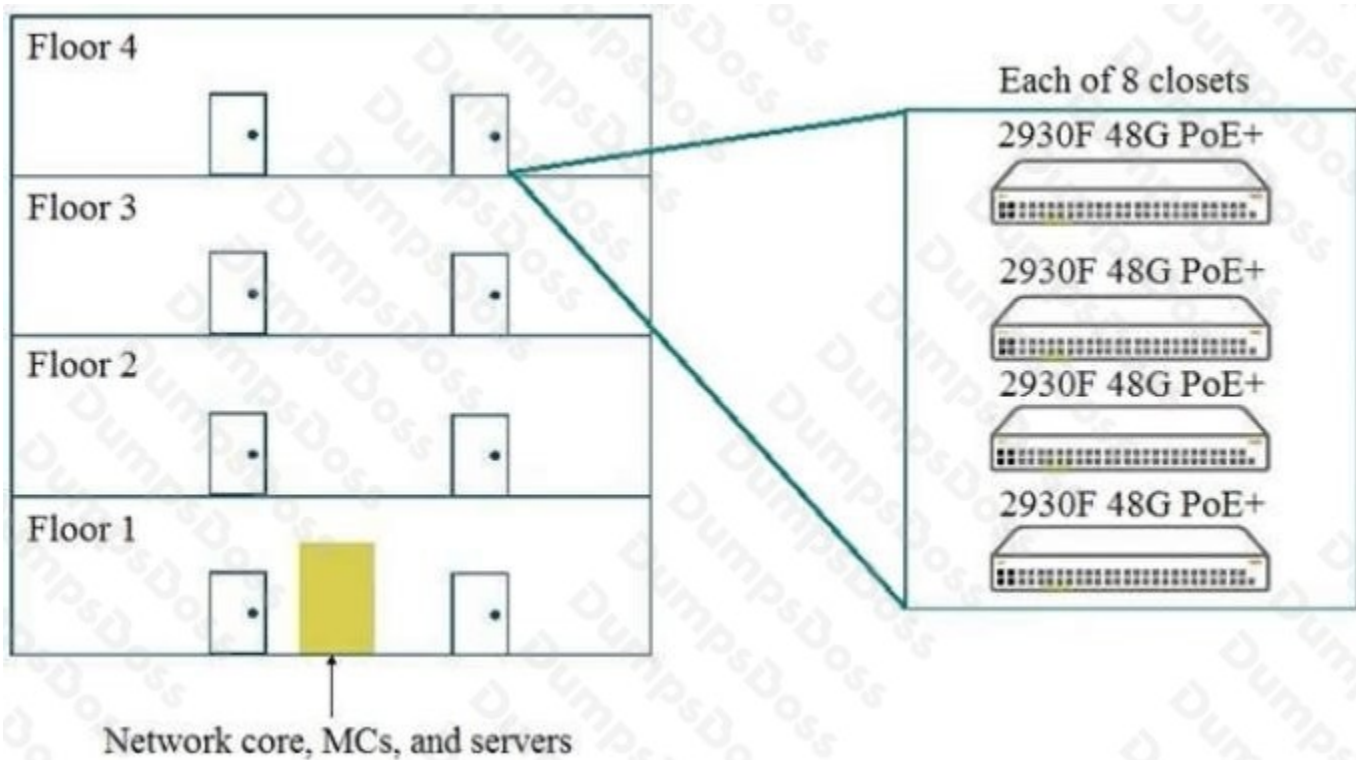 Floor 4
Floor 3
Floor 2
Floor 1
Network core, MCs, and servers
Each of 8 closets
2930F 48G PoE+
2930F 48G PoE+
2930F 48G PoE+
2930F 48G PoE+
DumpsDoss